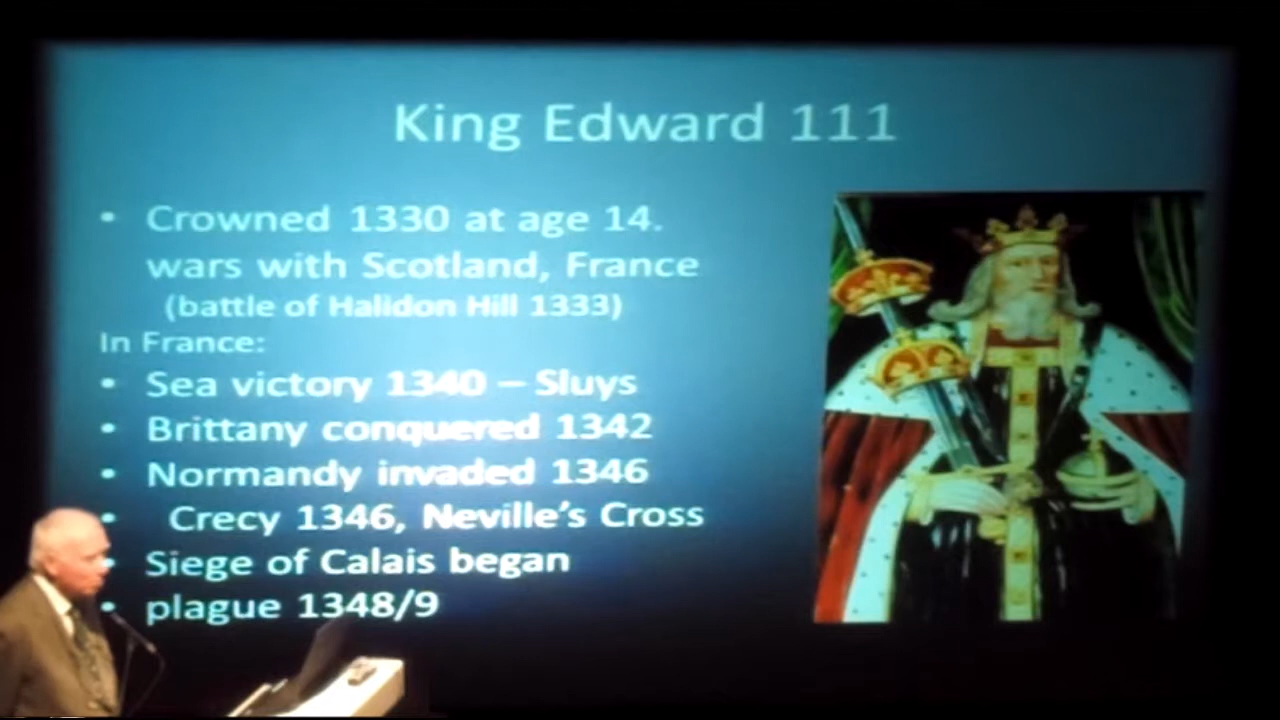 King Edward 111
• Crowned 1330 at age 14.
wars with Scotland, France
(battle of Halidon Hill 1333)
In France:
• Sea victory 1340 – Sluys
• Brittany conquered 1342
• Normandy invaded 1346
• Crecy 1346, Neville's Cross
• Siege of Calais began
• plague 1348/9